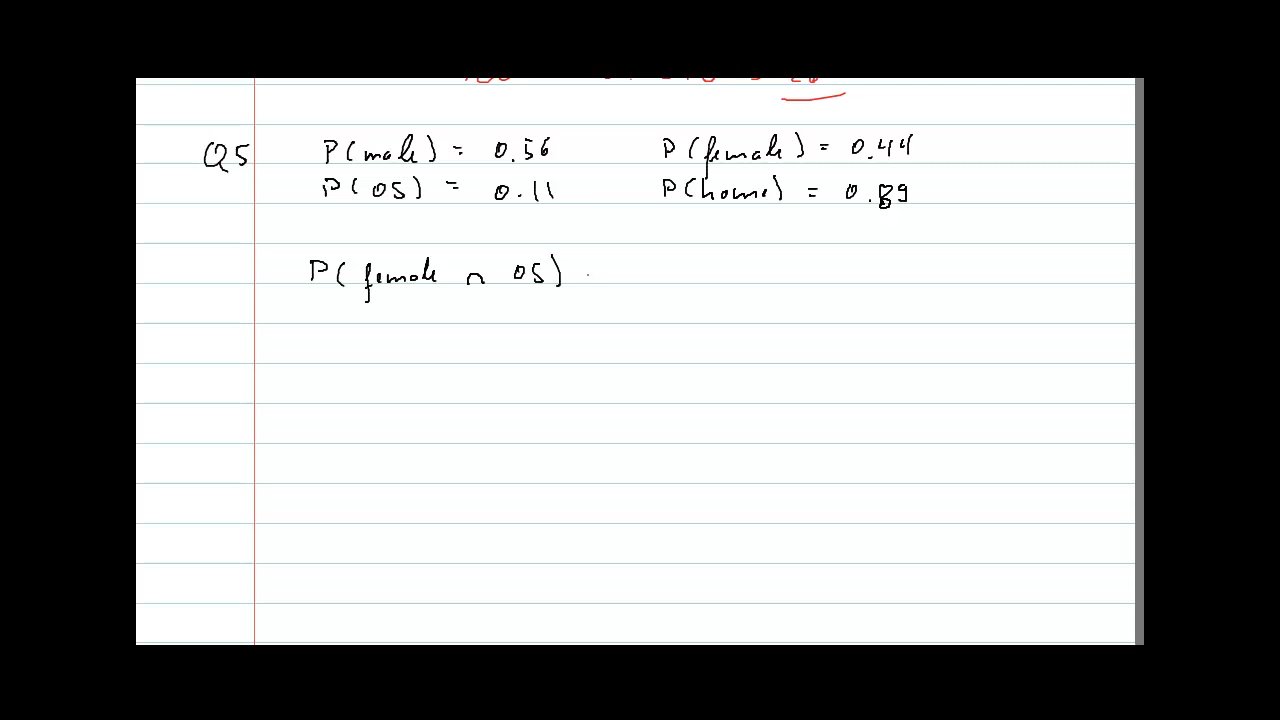 Q5 P(male) = 0.56 P(female) = 0.44
P(OS) = 0.11 P(home) = 0.89
P(female ∩ OS)